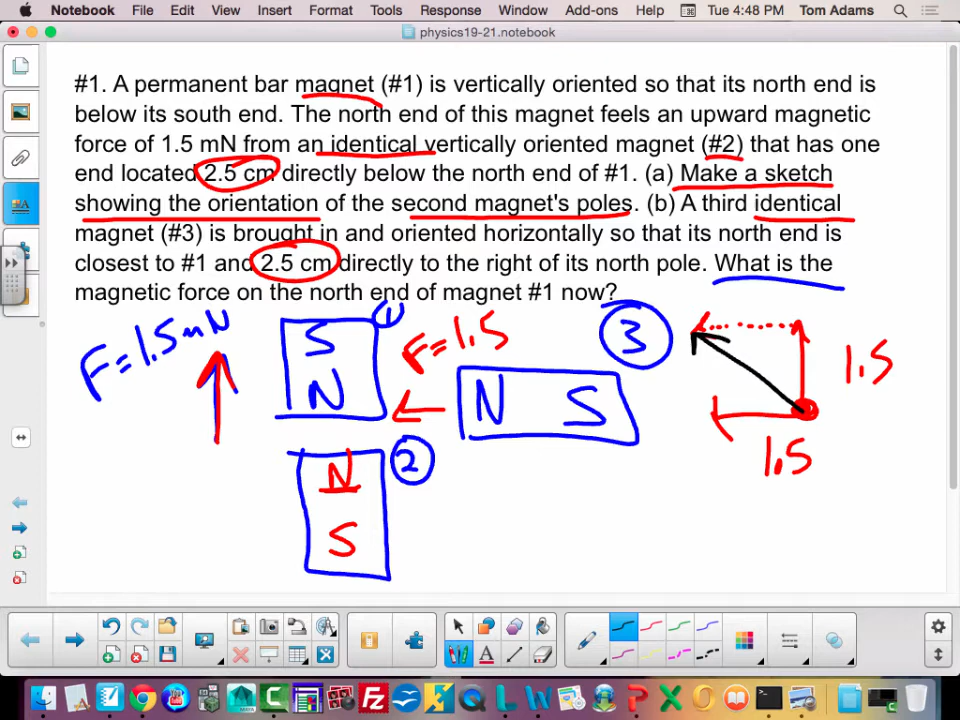 Notebook File Edit View Insert Format Tools Response Window Add-ons Help Tue 4:48 PM Tom Adams
physics19-21.notebook
#1. A permanent bar magnet (#1) is vertically oriented so that its north end is
below its south end. The north end of this magnet feels an upward magnetic
force of 1.5 mN from an identical vertically oriented magnet (#2) that has one
end located 2.5 cm directly below the north end of #1. (a) Make a sketch
showing the orientation of the second magnet's poles. (b) A third identical
magnet (#3) is brought in and oriented horizontally so that its north end is
closest to #1 and 2.5 cm directly to the right of its north pole. What is the
magnetic force on the north end of magnet #1 now?
F=1.5mN
S
N
1
F=1.5
N S
3
1.5
1.5
2
N
S